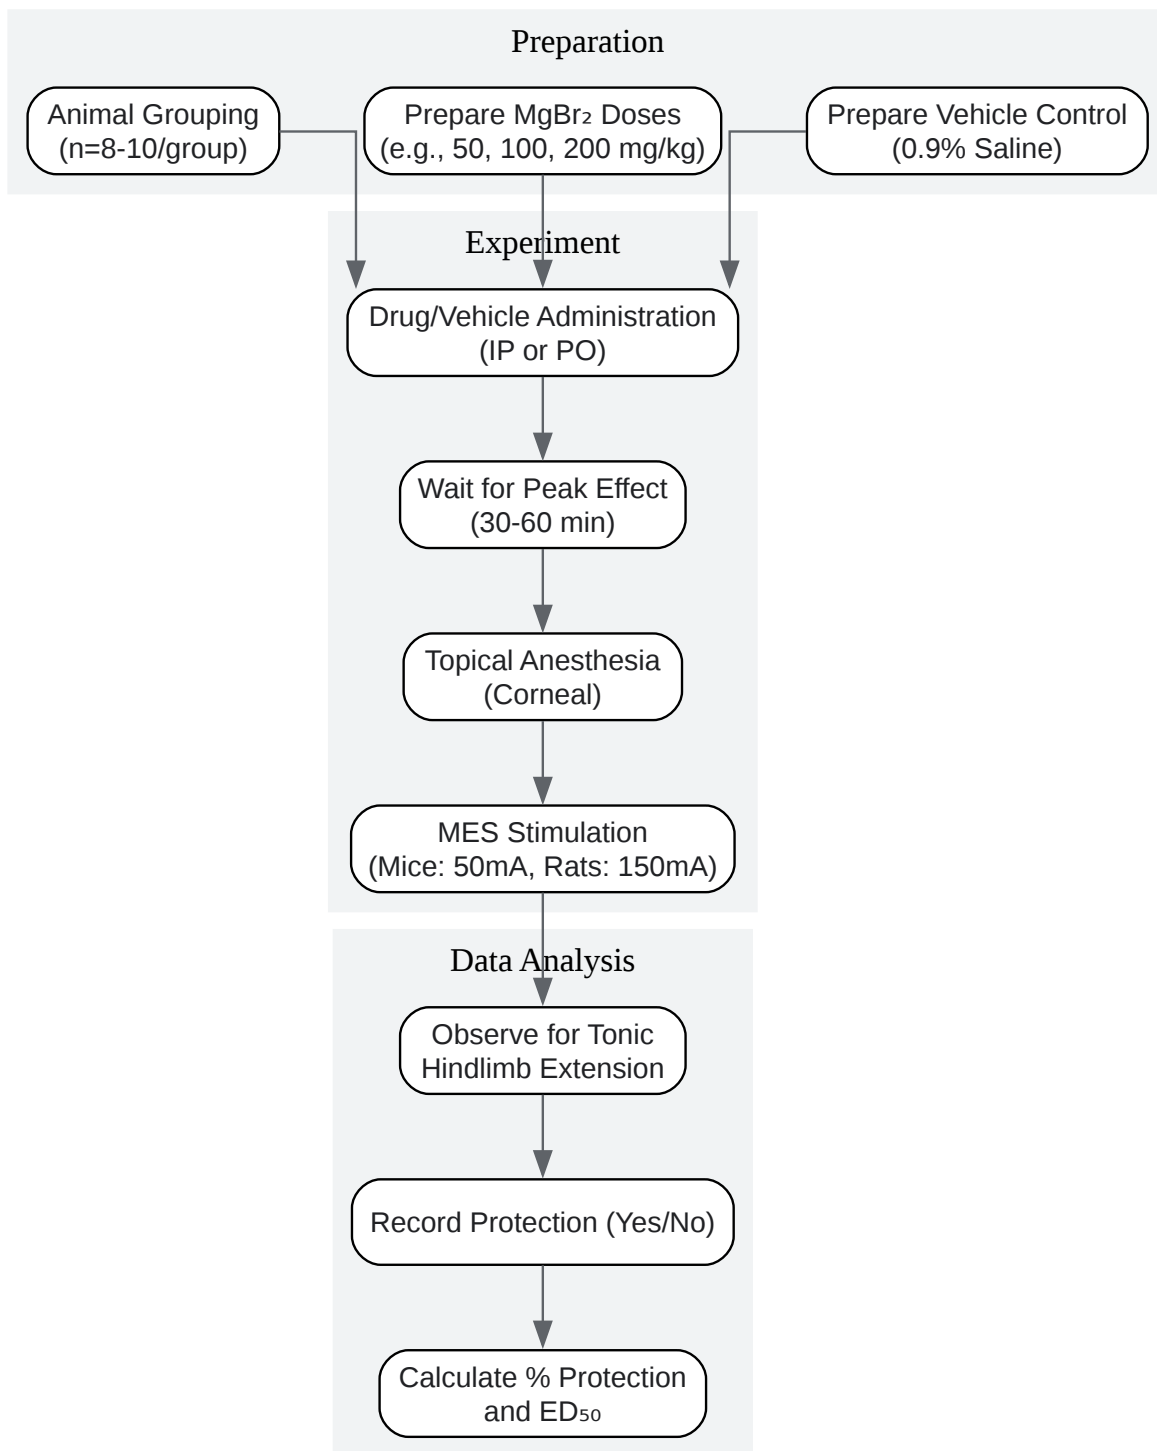 Preparation
Animal Grouping
(n=8-10/group)
Prepare MgBr₂ Doses
(e.g., 50, 100, 200 mg/kg)
Prepare Vehicle Control
(0.9% Saline)
Experiment
Drug/Vehicle Administration
(IP or PO)
Wait for Peak Effect
(30-60 min)
Topical Anesthesia
(Corneal)
MES Stimulation
(Mice: 50mA, Rats: 150mA)
Data Analysis
Observe for Tonic
Hindlimb Extension
Record Protection (Yes/No)
Calculate % Protection
and ED₅₀